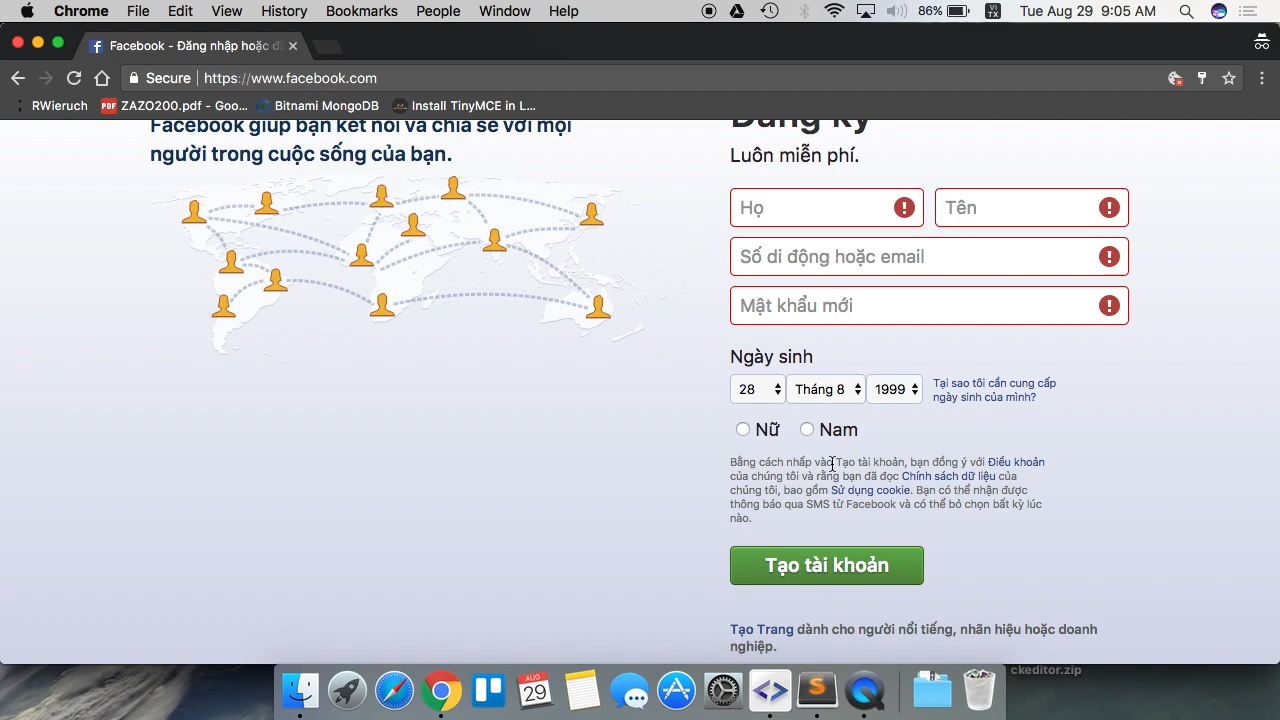 Chrome File Edit View History Bookmarks People Window Help 86% VI TX Tue Aug 29 9:05 AM
Facebook - Đăng nhập hoặc đ
Secure https://www.facebook.com
RWieruch ZAZO200.pdf - Goo... Bitnami MongoDB Install TinyMCE in L...
Facebook giúp bạn kết nối và chia sẻ với mọi
người trong cuộc sống của bạn.
Đăng ký
Luôn miễn phí.
Họ Tên
Số di động hoặc email
Mật khẩu mới
Ngày sinh
28 Tháng 8 1999
Tại sao tôi cần cung cấp
ngày sinh của mình?
Nữ Nam
Bằng cách nhấp vào Tạo tài khoản, bạn đồng ý với Điều khoản
của chúng tôi và rằng bạn đã đọc Chính sách dữ liệu của
chúng tôi, bao gồm Sử dụng cookie. Bạn có thể nhận được
thông báo qua SMS từ Facebook và có thể bỏ chọn bất kỳ lúc
nào.
Tạo tài khoản
Tạo Trang dành cho người nổi tiếng, nhãn hiệu hoặc doanh
nghiệp.
ckeditor.zip
AUG
29